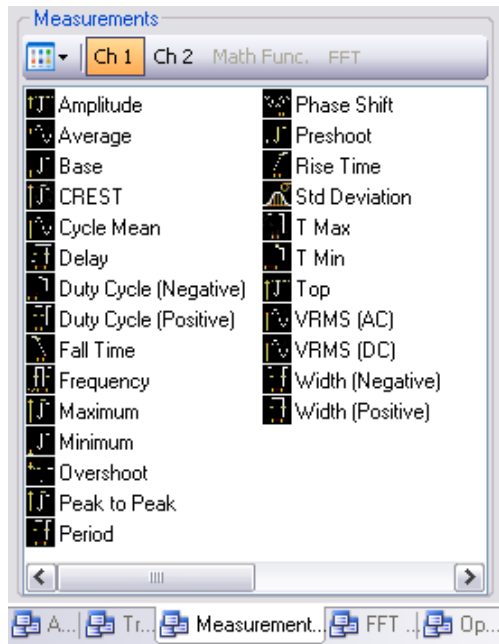 Measurements
Ch 1 Ch 2 Math Func. FFT
Amplitude
Average
Base
CREST
Cycle Mean
Delay
Duty Cycle (Negative)
Duty Cycle (Positive)
Fall Time
Frequency
Maximum
Minimum
Overshoot
Peak to Peak
Period
Phase Shift
Preshoot
Rise Time
Std Deviation
T Max
T Min
Top
VRMS (AC)
VRMS (DC)
Width (Negative)
Width (Positive)
A... Tr... Measurement... FFT ... Op...